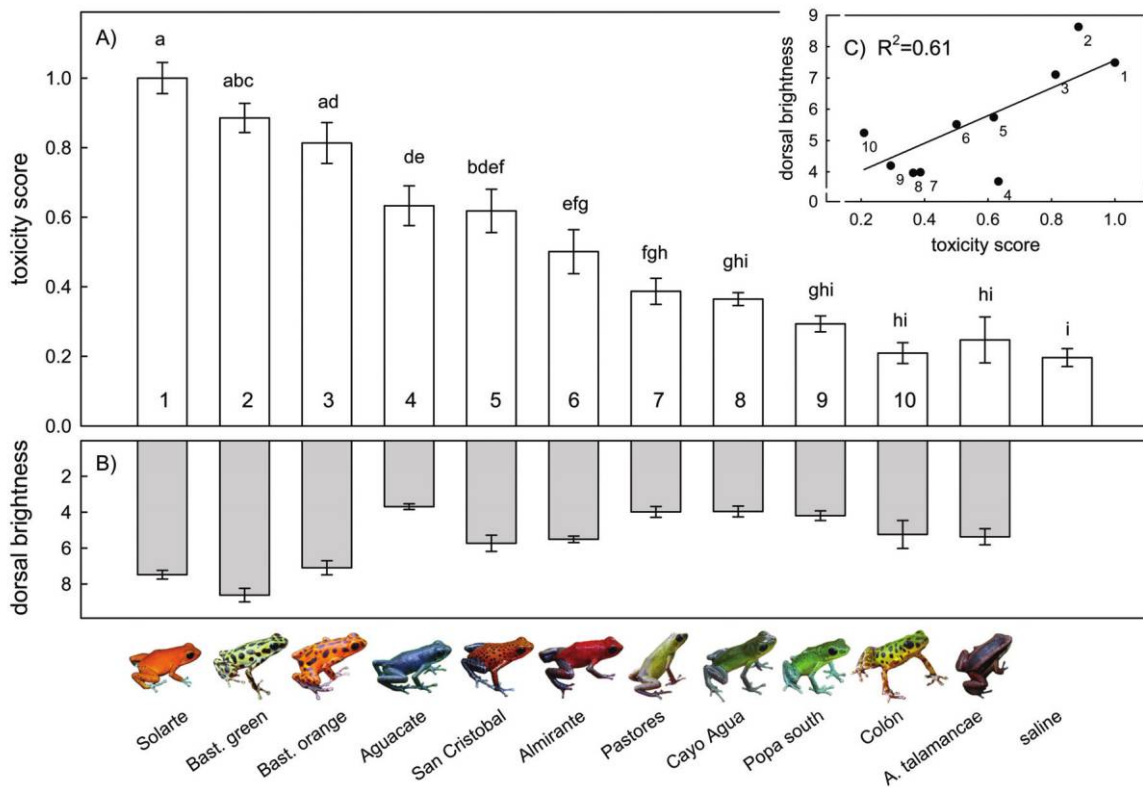 A)
a
abc
ad
de
bdef
efg
fgh
ghi
ghi
hi
hi
i
toxicity score
1.0
0.8
0.6
0.4
0.2
0.0
1 2 3 4 5 6 7 8 9 10
C) R²=0.61
dorsal brightness
9
8
7
6
5
4
3
0
2
1
3
5
6
10
9 8 7
4
0.2 0.4 0.6 0.8 1.0
toxicity score
B)
dorsal brightness
2
4
6
8
Solarte
Bast. green
Bast. orange
Aguacate
San Cristobal
Almirante
Pastores
Cayo Agua
Popa south
Colón
A. talamancae
saline